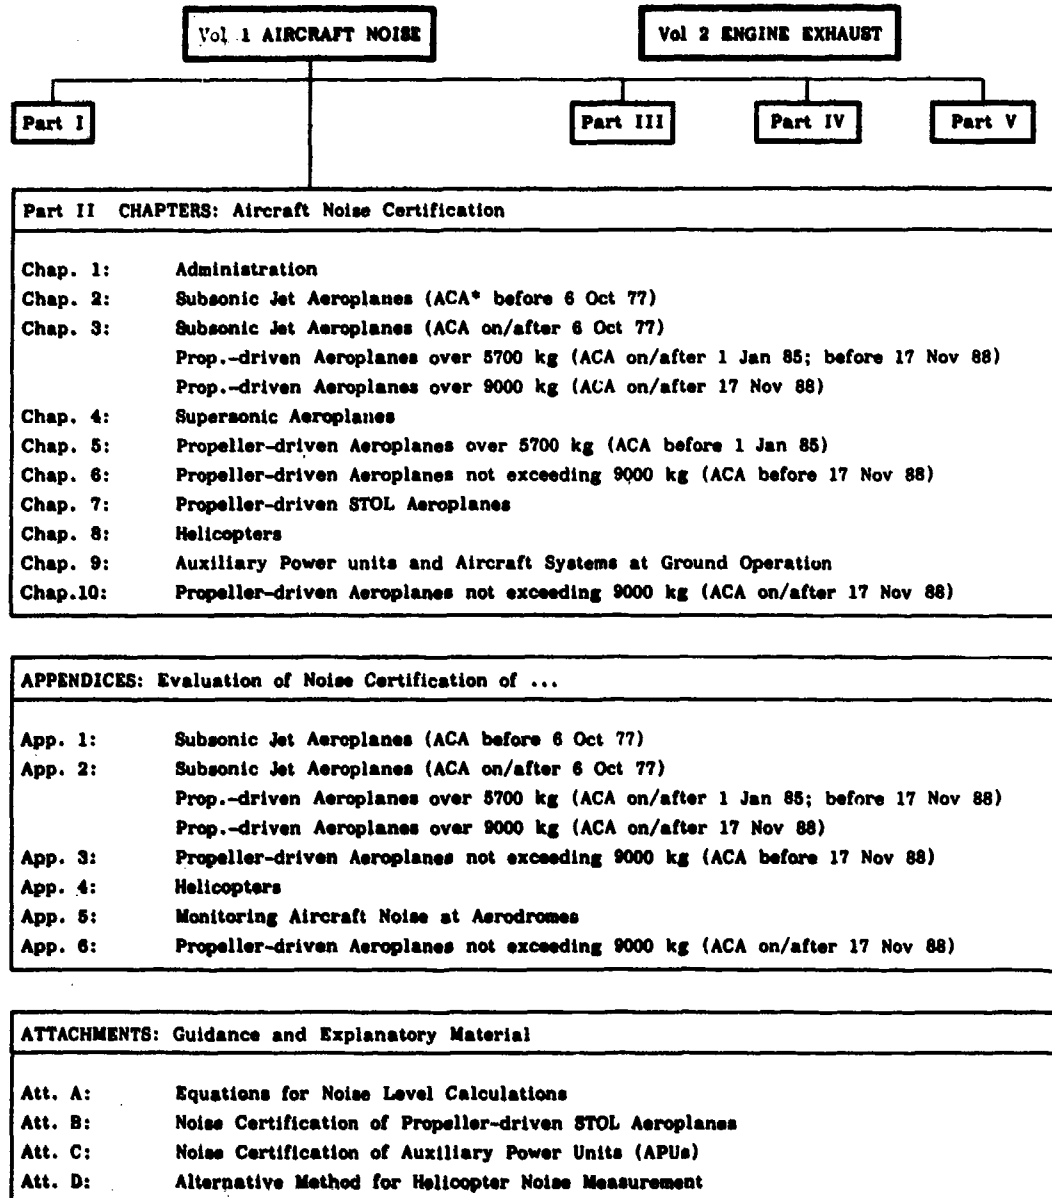 Vol 1 AIRCRAFT NOISE
Vol 2 ENGINE EXHAUST
Part I
Part III
Part IV
Part V
Part II CHAPTERS: Aircraft Noise Certification
Chap. 1: Administration
Chap. 2: Subsonic Jet Aeroplanes (ACA* before 6 Oct 77)
Chap. 3: Subsonic Jet Aeroplanes (ACA on/after 6 Oct 77)
Prop.-driven Aeroplanes over 5700 kg (ACA on/after 1 Jan 85; before 17 Nov 88)
Prop.-driven Aeroplanes over 9000 kg (ACA on/after 17 Nov 88)
Chap. 4: Supersonic Aeroplanes
Chap. 5: Propeller-driven Aeroplanes over 5700 kg (ACA before 1 Jan 85)
Chap. 6: Propeller-driven Aeroplanes not exceeding 9000 kg (ACA before 17 Nov 88)
Chap. 7: Propeller-driven STOL Aeroplanes
Chap. 8: Helicopters
Chap. 9: Auxiliary Power units and Aircraft Systems at Ground Operation
Chap.10: Propeller-driven Aeroplanes not exceeding 9000 kg (ACA on/after 17 Nov 88)
APPENDICES: Evaluation of Noise Certification of ...
App. 1: Subsonic Jet Aeroplanes (ACA before 6 Oct 77)
App. 2: Subsonic Jet Aeroplanes (ACA on/after 6 Oct 77)
Prop.-driven Aeroplanes over 5700 kg (ACA on/after 1 Jan 85; before 17 Nov 88)
Prop.-driven Aeroplanes over 9000 kg (ACA on/after 17 Nov 88)
App. 3: Propeller-driven Aeroplanes not exceeding 9000 kg (ACA before 17 Nov 88)
App. 4: Helicopters
App. 5: Monitoring Aircraft Noise at Aerodromes
App. 6: Propeller-driven Aeroplanes not exceeding 9000 kg (ACA on/after 17 Nov 88)
ATTACHMENTS: Guidance and Explanatory Material
Att. A: Equations for Noise Level Calculations
Att. B: Noise Certification of Propeller-driven STOL Aeroplanes
Att. C: Noise Certification of Auxiliary Power Units (APUs)
Att. D: Alternative Method for Helicopter Noise Measurement